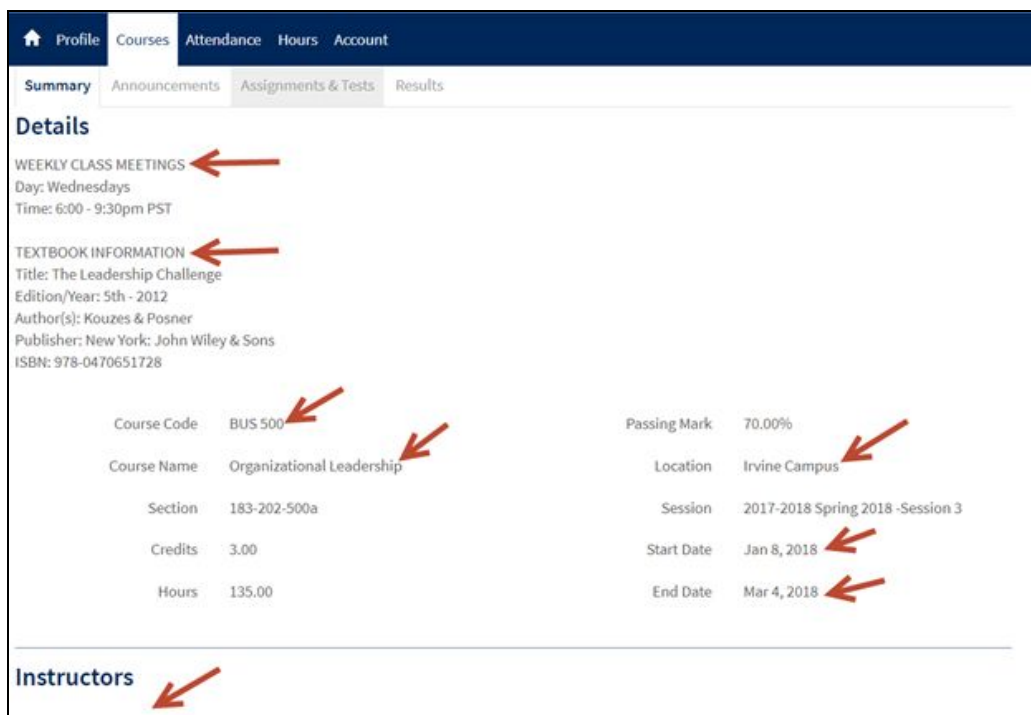 Profile Courses Attendance Hours Account
Summary Announcements Assignments & Tests Results
Details
WEEKLY CLASS MEETINGS
Day: Wednesdays
Time: 6:00 - 9:30pm PST
TEXTBOOK INFORMATION
Title: The Leadership Challenge
Edition/Year: 5th - 2012
Author(s): Kouzes & Posner
Publisher: New York: John Wiley & Sons
ISBN: 978-0470651728
Course Code BUS 500 Passing Mark 70.00%
Course Name Organizational Leadership Location Irvine Campus
Section 183-202-500a Session 2017-2018 Spring 2018 -Session 3
Credits 3.00 Start Date Jan 8, 2018
Hours 135.00 End Date Mar 4, 2018
Instructors